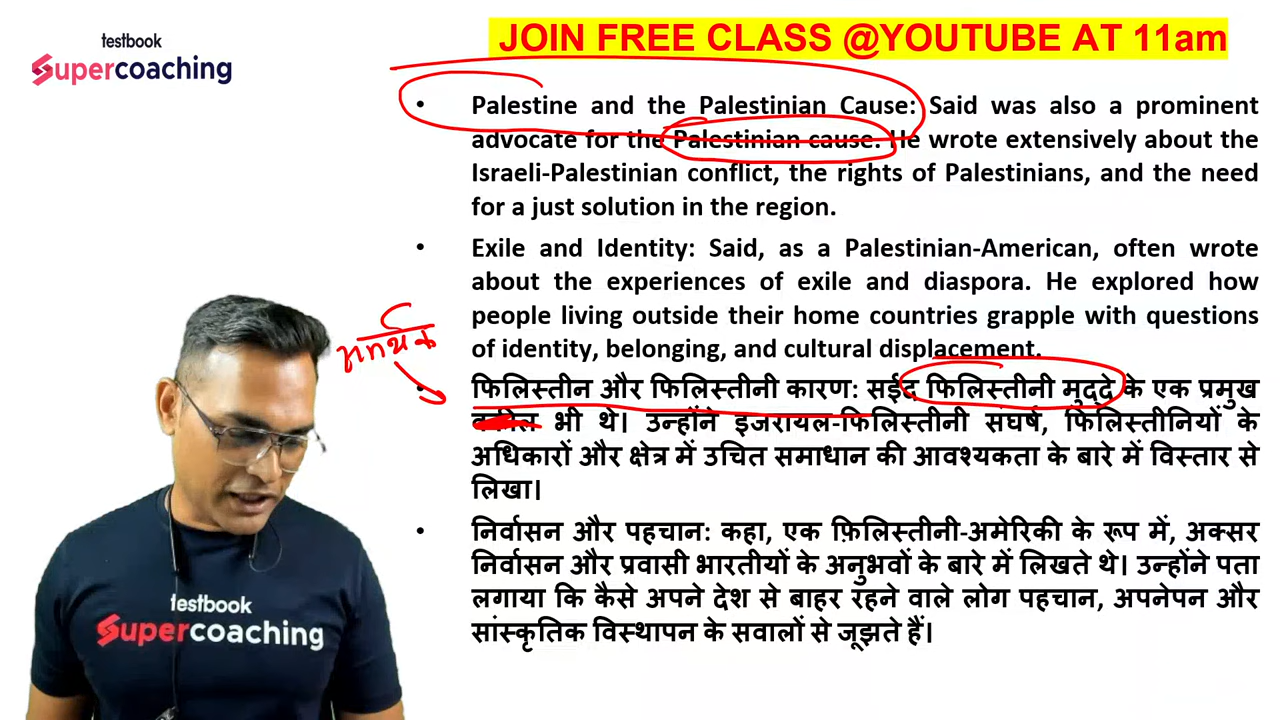 testbook
Supercoaching
JOIN FREE CLASS @YOUTUBE AT 11am
• Palestine and the Palestinian Cause: Said was also a prominent
advocate for the Palestinian cause. He wrote extensively about the
Israeli-Palestinian conflict, the rights of Palestinians, and the need
for a just solution in the region.
• Exile and Identity: Said, as a Palestinian-American, often wrote
about the experiences of exile and diaspora. He explored how
people living outside their home countries grapple with questions
of identity, belonging, and cultural displacement.
• फिलिस्तीन और फिलिस्तीनी कारण: सईद फिलिस्तीनी मुद्दे के एक प्रमुख
भी थे। उन्होंने इजरायल-फिलिस्तीनी संघर्ष, फिलिस्तीनियों के
अधिकारों और क्षेत्र में उचित समाधान की आवश्यकता के बारे में विस्तार से
लिखा।
• निर्वासन और पहचान: कहा, एक फ़िलिस्तीनी-अमेरिकी के रूप में, अक्सर
निर्वासन और प्रवासी भारतीयों के अनुभवों के बारे में लिखते थे। उन्होंने पता
लगाया कि कैसे अपने देश से बाहर रहने वाले लोग पहचान, अपनेपन और
सांस्कृतिक विस्थापन के सवालों से जूझते हैं।
testbook
Supercoaching